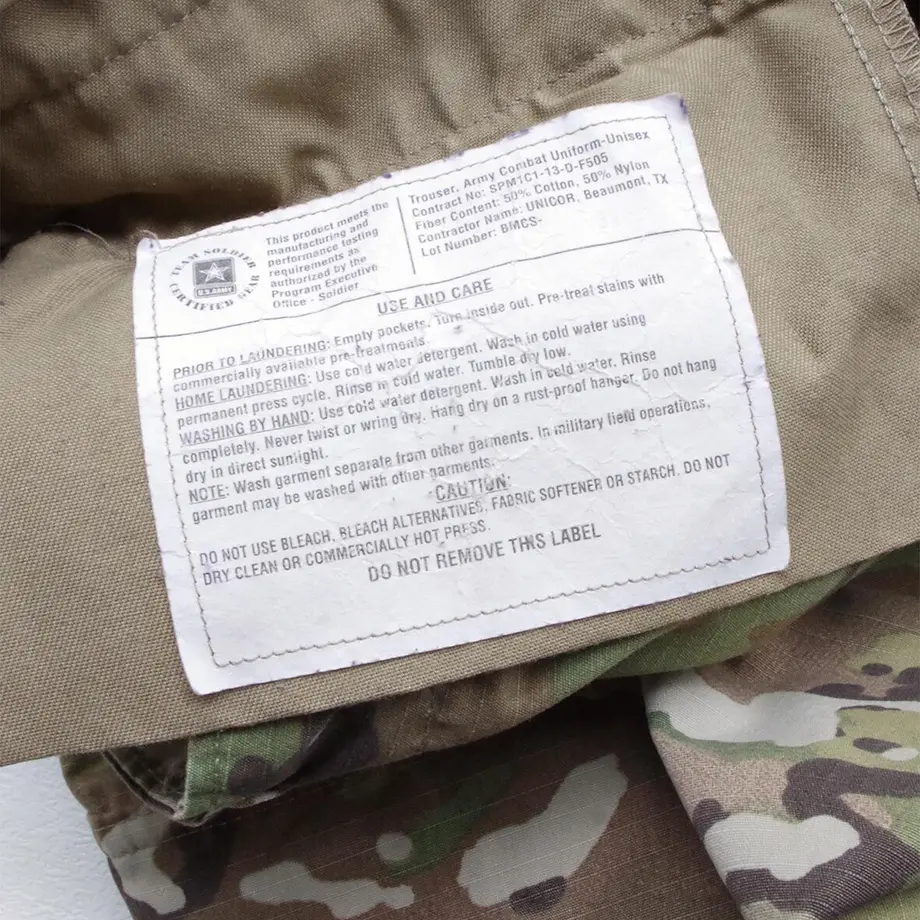 TEAM SOLDIER
U.S. ARMY
CERTIFIED GEAR
This product meets the
manufacturing and
performance testing
requirements as
authorized by the
Program Executive
Office - Soldier
Trouser, Army Combat Uniform-Unisex
Contract No: SPM1C1-13-D-F505
Fiber Content: 50% Cotton, 50% Nylon
Contractor Name: UNICOR, Beaumont, TX
Lot Number: BMCS-
USE AND CARE
PRIOR TO LAUNDERING: Empty pockets. Turn inside out. Pre-treat stains with
commercially available pre-treatments.
HOME LAUNDERING: Use cold water detergent. Wash in cold water using
permanent press cycle. Rinse in cold water. Tumble dry low.
WASHING BY HAND: Use cold water detergent. Wash in cold water. Rinse
completely. Never twist or wring dry. Hang dry on a rust-proof hanger. Do not hang
dry in direct sunlight.
NOTE: Wash garment separate from other garments. In military field operations,
garment may be washed with other garments.
CAUTION:
DO NOT USE BLEACH, BLEACH ALTERNATIVES, FABRIC SOFTENER OR STARCH. DO NOT
DRY CLEAN OR COMMERCIALLY HOT PRESS.
DO NOT REMOVE THIS LABEL